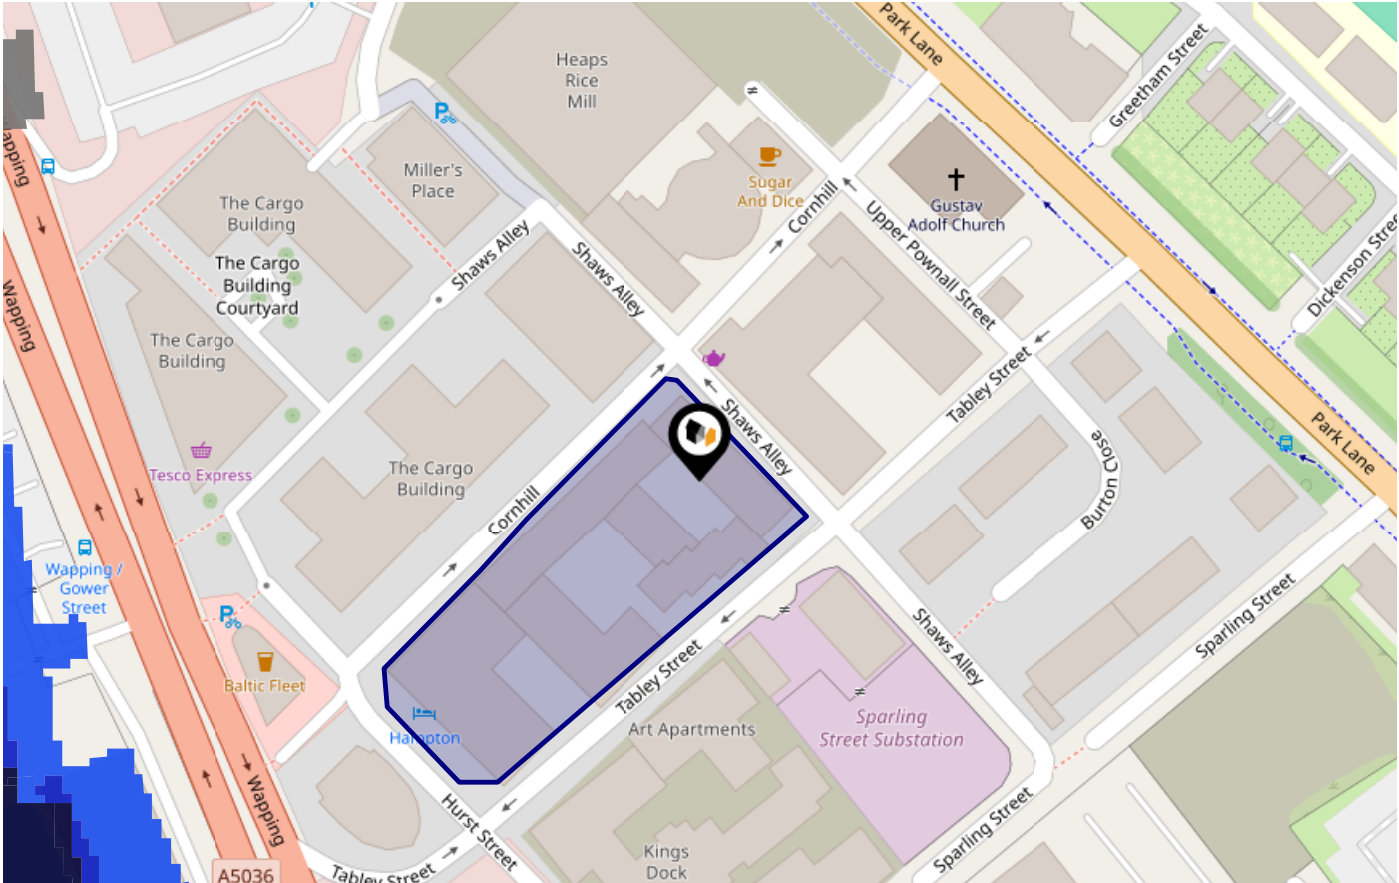 Park Lane
Heaps
Rice
Mill
Greetham Street
apping
Miller's
Place
Sugar
And Dice
Cornhill
Gustav
Adolf Church
The Cargo
Building
Upper Pownall Street
Shaws Alley
Shaws Alley
Dickenson Stree
The Cargo
Building
Courtyard
Wapping
The Cargo
Building
Tabley Street
Shaws Alley
Park Lane
Tesco Express
The Cargo
Building
Cornhill
Burton Close
Wapping /
Gower
Street
Sparling Street
Shaws Alley
Baltic Fleet
Tabley Street
Hampton
Art Apartments
Sparling
Street Substation
Wapping
Hurst Street
Sparling Street
Kings
Dock
Tabley Street
A5036